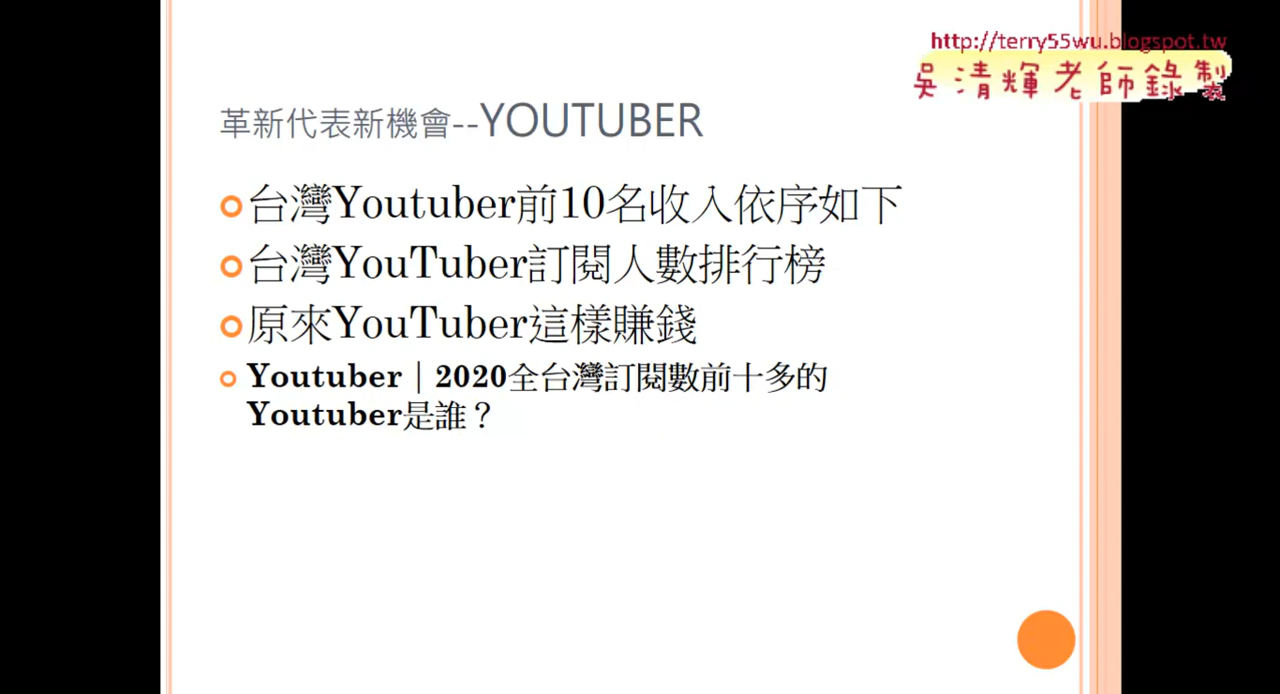 http://terry55wu.blogspot.tw
吳清輝老師錄製
革新代表新機會--YOUTUBER
台灣Youtuber前10名收入依序如下
台灣YouTuber訂閱人數排行榜
原來YouTuber這樣賺錢
Youtuber｜2020全台灣訂閱數前十多的
Youtuber是誰？